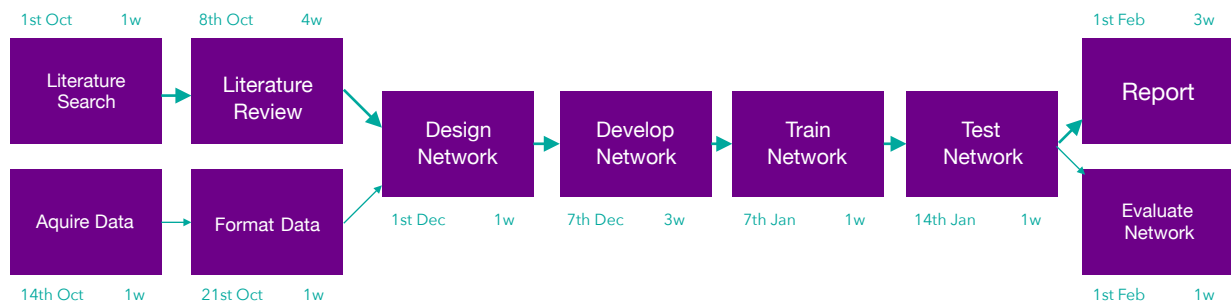 1st Oct 1w
Literature
Search
8th Oct 4w
Literature
Review
Aquire Data
14th Oct 1w
Format Data
21st Oct 1w
Design
Network
1st Dec 1w
Develop
Network
7th Dec 3w
Train
Network
7th Jan 1w
Test
Network
14th Jan 1w
1st Feb 3w
Report
Evaluate
Network
1st Feb 1w